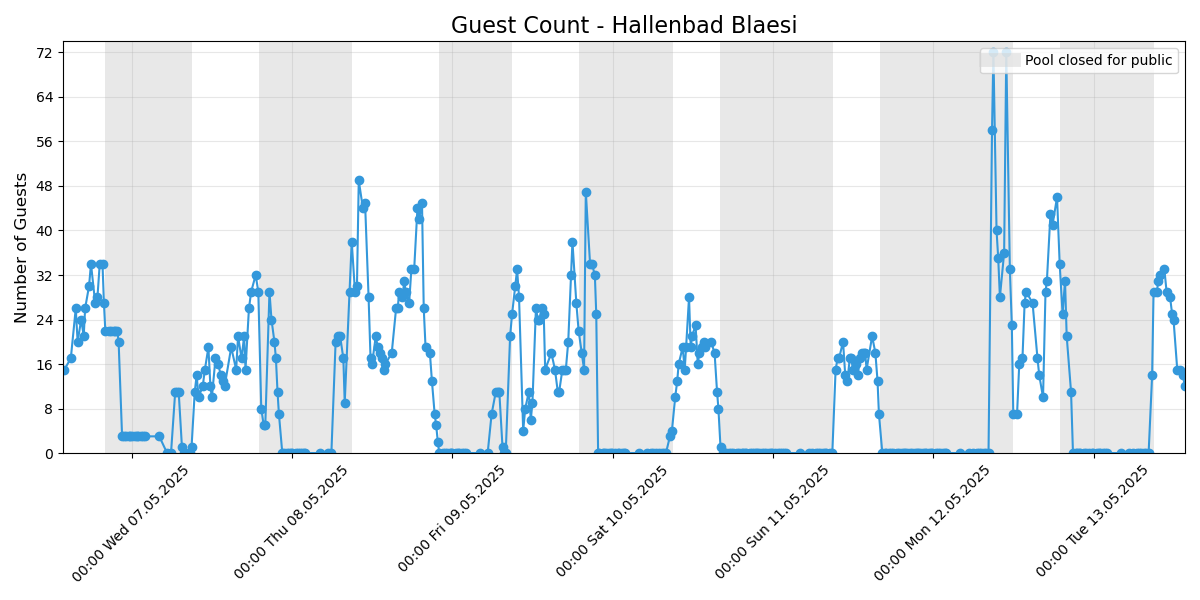 Guest Count - Hallenbad Blaesi
Pool closed for public
Number of Guests
72
64
56
48
40
32
24
16
8
0
00:00 Wed 07.05.2025
00:00 Thu 08.05.2025
00:00 Fri 09.05.2025
00:00 Sat 10.05.2025
00:00 Sun 11.05.2025
00:00 Mon 12.05.2025
00:00 Tue 13.05.2025